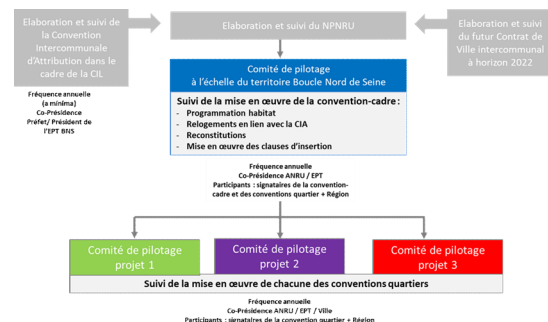 Elaboration et suivi de
la Convention
Intercommunale
d'Attribution dans le
cadre de la CIL
Fréquence annuelle
(a minima)
Co-Présidence
Préfet/ Président de
l'EPT BNS
Elaboration et suivi du NPNRU
Elaboration et suivi
du futur Contrat de
Ville intercommunal
à horizon 2022
Comité de pilotage
à l'échelle du territoire Boucle Nord de Seine
Suivi de la mise en œuvre de la convention-cadre :
- Programmation habitat
- Relogements en lien avec la CIA
- Reconstitutions
- Mise en œuvre des clauses d'insertion
Fréquence annuelle
Co-Présidence ANRU / EPT
Participants : signataires de la convention-
cadre et des conventions quartier + Région
Comité de pilotage
projet 1
Comité de pilotage
projet 2
Comité de pilotage
projet 3
Suivi de la mise en œuvre de chacune des conventions quartiers
Fréquence annuelle
Co-Présidence ANRU / EPT / Ville
Participants : signataires de la convention quartier + Région